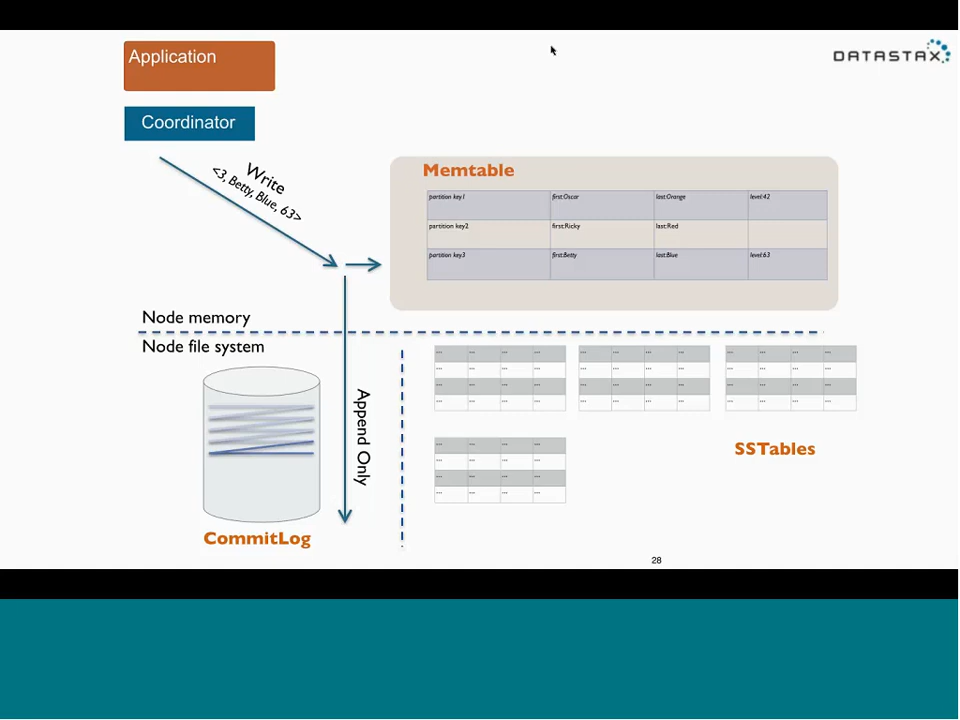 Application
DATASTAX
Coordinator
Write
<3, Betty, Blue, 63>
Memtable
partition key1 first:Oscar last:Orange level:42
partition key2 first:Ricky last:Red
partition key3 first:Betty last:Blue level:63
Node memory
Node file system
Append Only
... ... ... ... ... ... ... ... ... ... ... ...
... ... ... ... ... ... ... ... ... ... ... ...
... ... ... ... ... ... ... ... ... ... ... ...
... ... ... ... ... ... ... ... ... ... ... ...
SSTables
... ... ... ...
... ... ... ...
... ... ... ...
... ... ... ...
CommitLog
28